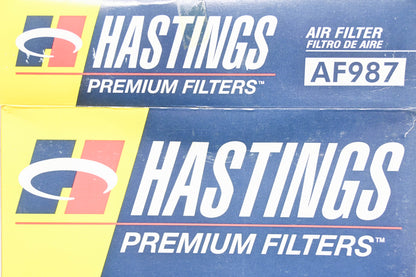 HASTINGS
PREMIUM FILTERS™
AIR FILTER
FILTRO DE AIRE
AF987
HASTINGS
PREMIUM FILTERS™